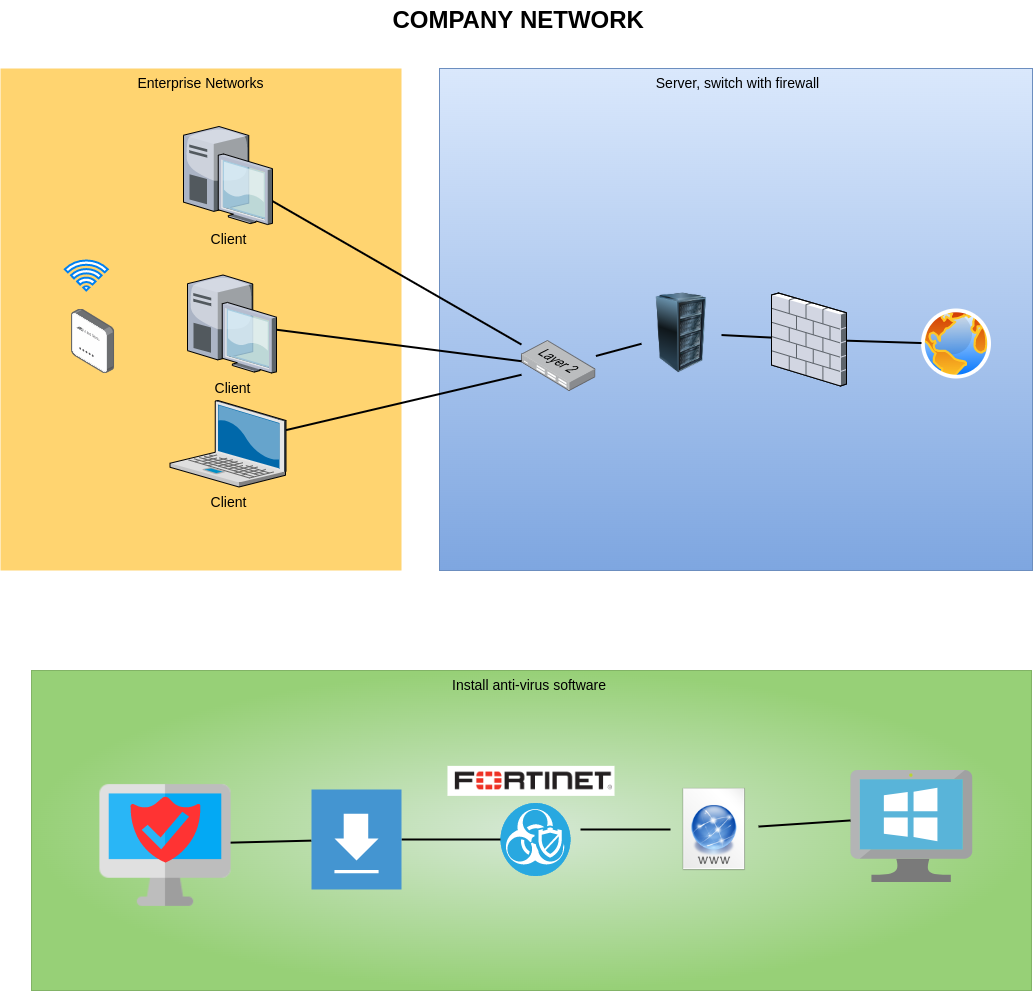 COMPANY NETWORK
Enterprise Networks
Server, switch with firewall
Client
Client
Client
Layer 2
Install anti-virus software
FORTINET
www